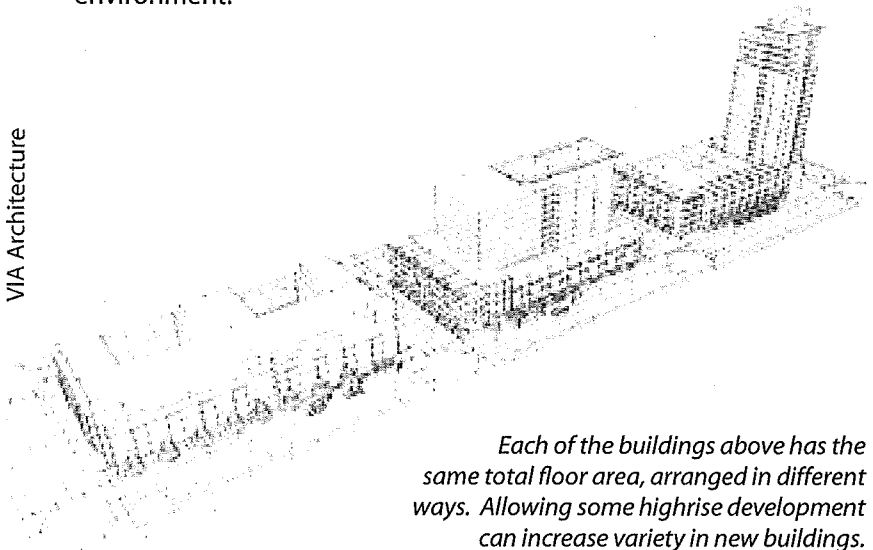 environment.
VIA Architecture
Each of the buildings above has the
same total floor area, arranged in different
ways. Allowing some highrise development
can increase variety in new buildings.